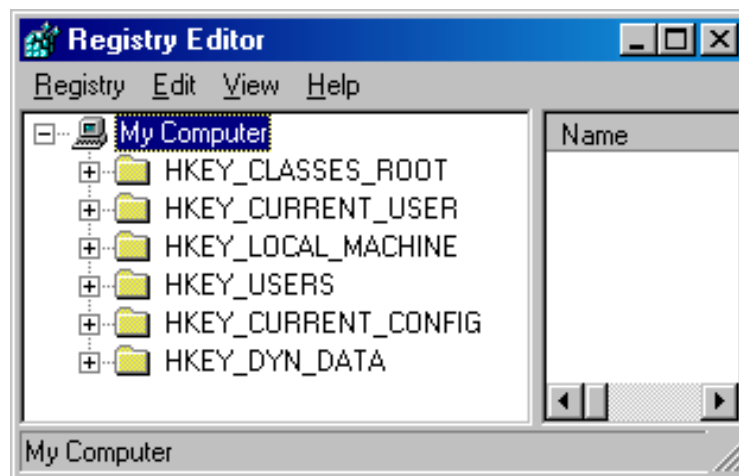 Registry Editor
Registry Edit View Help
My Computer
Name
HKEY_CLASSES_ROOT
HKEY_CURRENT_USER
HKEY_LOCAL_MACHINE
HKEY_USERS
HKEY_CURRENT_CONFIG
HKEY_DYN_DATA
My Computer